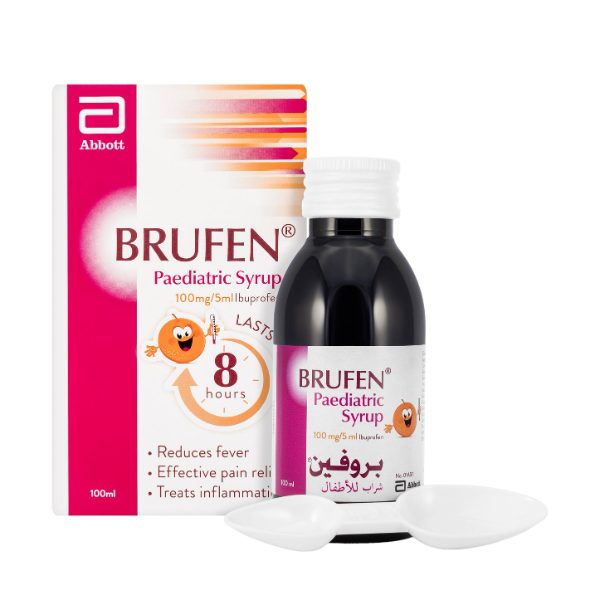 Abbott
BRUFEN®
Paediatric Syrup
100mg/5ml Ibuprofe
LASTS
8
hours
• Reduces fever
• Effective pain reli
• Treats inflammati
100ml
BRUFEN®
Paediatric
Syrup
100 mg/5 ml Ibuprofen
بروفين®
شراب للأطفال
100 ml
Abbott